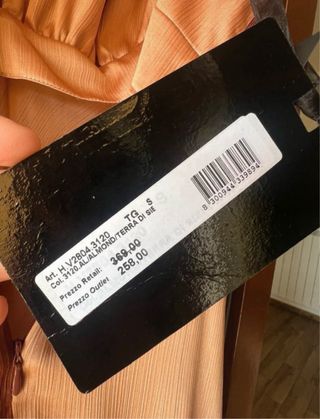 Art. H.V2804.3120 TG S
Col. 3120.AL/ALMOND/TERRA DI SIE
Prezzo Retail: 369,00
Prezzo Outlet 258,00
8 300944 339894